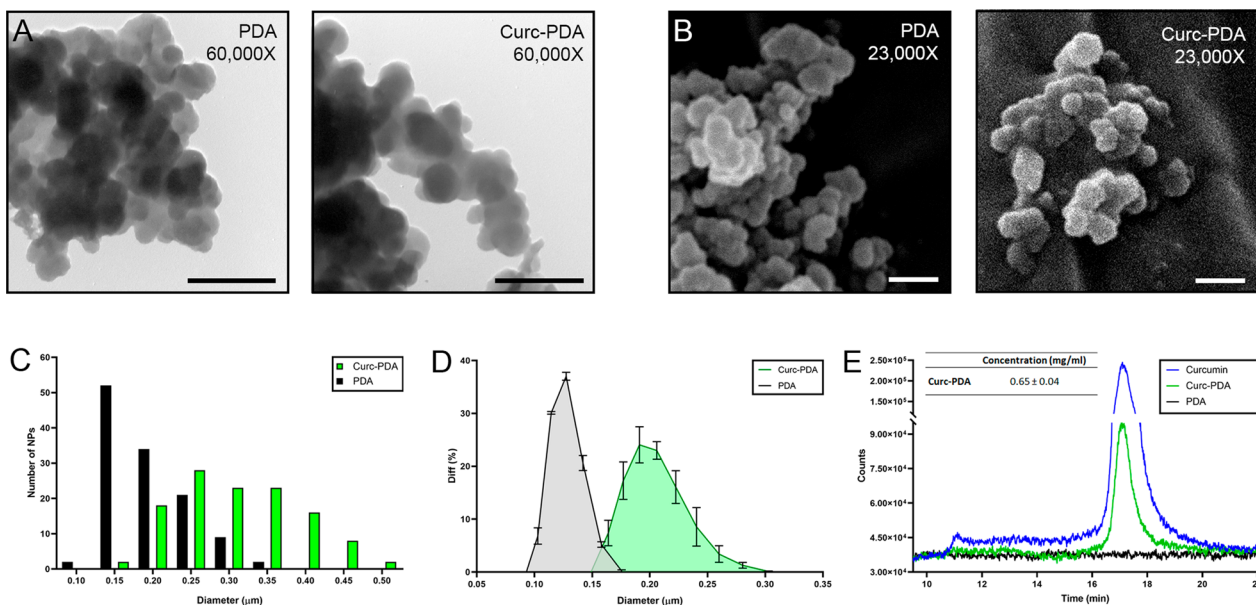 A
PDA
60,000X
Curc-PDA
60,000X
B
PDA
23,000X
Curc-PDA
23,000X
C
Curc-PDA
PDA
Number of NPs
60
50
40
30
20
10
0
0.10 0.15 0.20 0.25 0.30 0.35 0.40 0.45 0.50
Diameter (μm)
D
Curc-PDA
PDA
Diff (%)
40
30
20
10
0
0.05 0.10 0.15 0.20 0.25 0.30 0.35
Diameter (μm)
E
Concentration (mg/ml)
Curc-PDA 0.65 ± 0.04
Curcumin
Curc-PDA
PDA
Counts
2.50×10⁵
2.00×10⁵
1.50×10⁵
9.00×10⁴
7.50×10⁴
6.00×10⁴
4.50×10⁴
3.00×10⁴
10 12 14 16 18 20
Time (min)